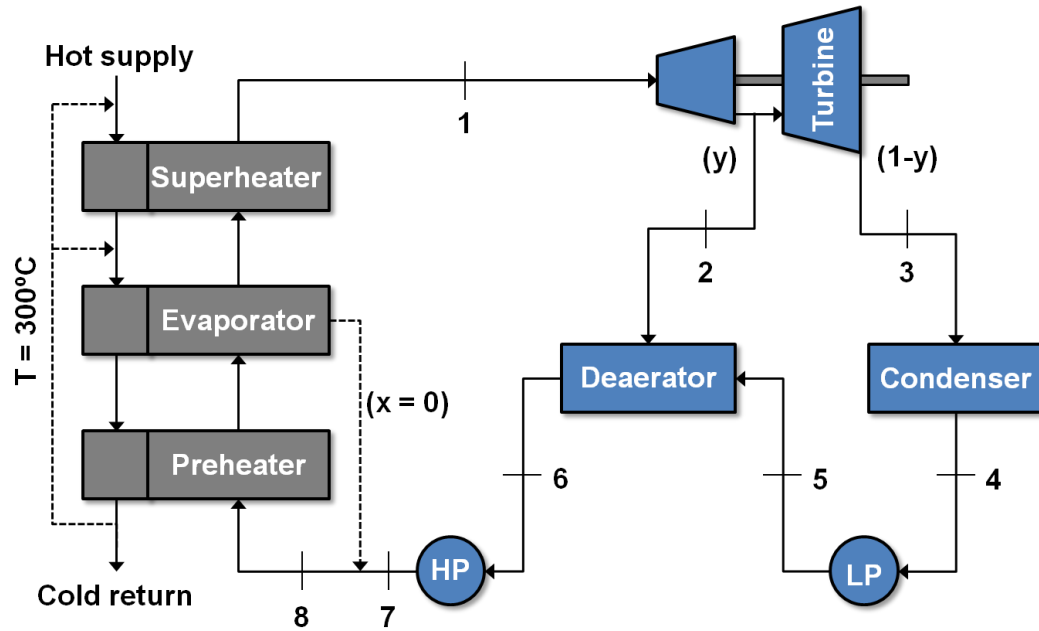 Hot supply
1
Turbine
(y)
(1-y)
Superheater
2
3
T = 300ºC
Evaporator
Deaerator
Condenser
(x = 0)
Preheater
6
5
4
HP
LP
Cold return
8
7